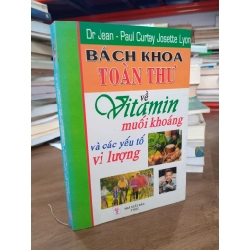 Dr Jean - Paul Curtay Josette Lyon
BÁCH KHOA
TOÀN THƯ
về
Vitamin
muối khoáng
và các yếu tố
vị lượng